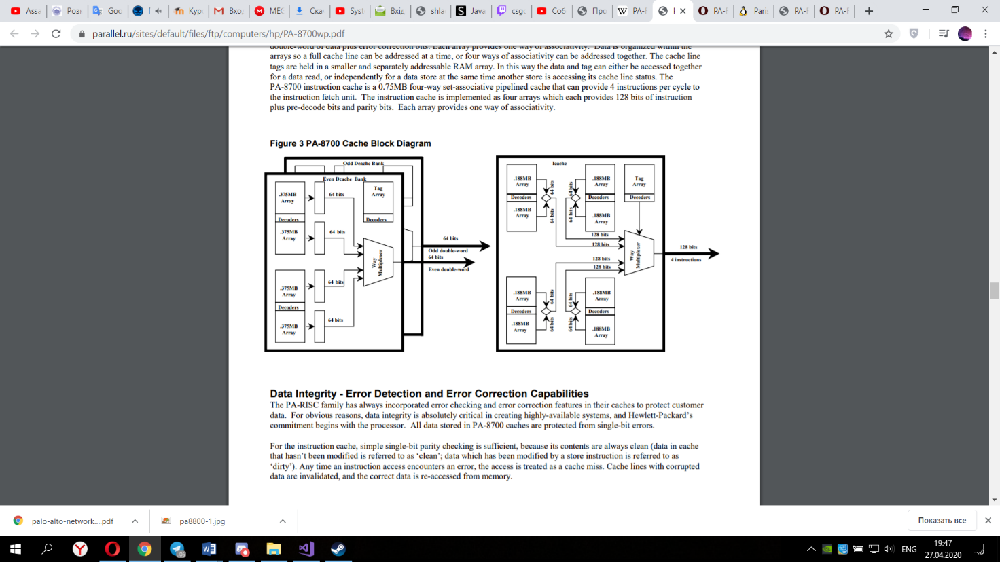 Assa
Розк
Goo
Кур
Вхо
MEG
Ска
Syst
Вхід
shla
Java
csgo
Соб
Про
PA-F
PA-F
Pari
PA-F
PA-F
parallel.ru/sites/default/files/ftp/computers/hp/PA-8700wp.pdf
double-word of data plus error correction bits. Each array provides one way of associativity. Data is organized within the
arrays so a full cache line can be addressed at a time, or four ways of associativity can be addressed together. The cache line
tags are held in a smaller and separately addressable RAM array. In this way the data and tag can either be accessed together
for a data read, or independently for a data store at the same time another store is accessing its cache line status. The
PA-8700 instruction cache is a 0.75MB four-way set-associative pipelined cache that can provide 4 instructions per cycle to
the instruction fetch unit. The instruction cache is implemented as four arrays which each provides 128 bits of instruction
plus pre-decode bits and parity bits. Each array provides one way of associativity.
Figure 3 PA-8700 Cache Block Diagram
Odd Dcache Bank
Even Dcache Bank
.375MB
Array
Decoders
.375MB
Array
64 bits
64 bits
Tag
Array
Decoders
Way
Multiplexer
.375MB
Array
Decoders
.375MB
Array
64 bits
64 bits
64 bits
Odd double-word
64 bits
Even double-word
Icache
.188MB
Array
Decoders
.188MB
Array
64 bits
64 bits
64 bits
64 bits
.188MB
Array
Decoders
.188MB
Array
Tag
Array
Decoders
128 bits
128 bits
128 bits
128 bits
Way
Multiplexer
128 bits
4 instructions
.188MB
Array
Decoders
.188MB
Array
64 bits
64 bits
64 bits
64 bits
.188MB
Array
Decoders
.188MB
Array
Data Integrity - Error Detection and Error Correction Capabilities
The PA-RISC family has always incorporated error checking and error correction features in their caches to protect customer
data. For obvious reasons, data integrity is absolutely critical in creating highly-available systems, and Hewlett-Packard's
commitment begins with the processor. All data stored in PA-8700 caches are protected from single-bit errors.
For the instruction cache, simple single-bit parity checking is sufficient, because its contents are always clean (data in cache
that hasn't been modified is referred to as 'clean'; data which has been modified by a store instruction is referred to as
'dirty'). Any time an instruction access encounters an error, the access is treated as a cache miss. Cache lines with corrupted
data are invalidated, and the correct data is re-accessed from memory.
palo-alto-network....pdf
pa8800-1.jpg
Показать все
ENG
19:47
27.04.2020